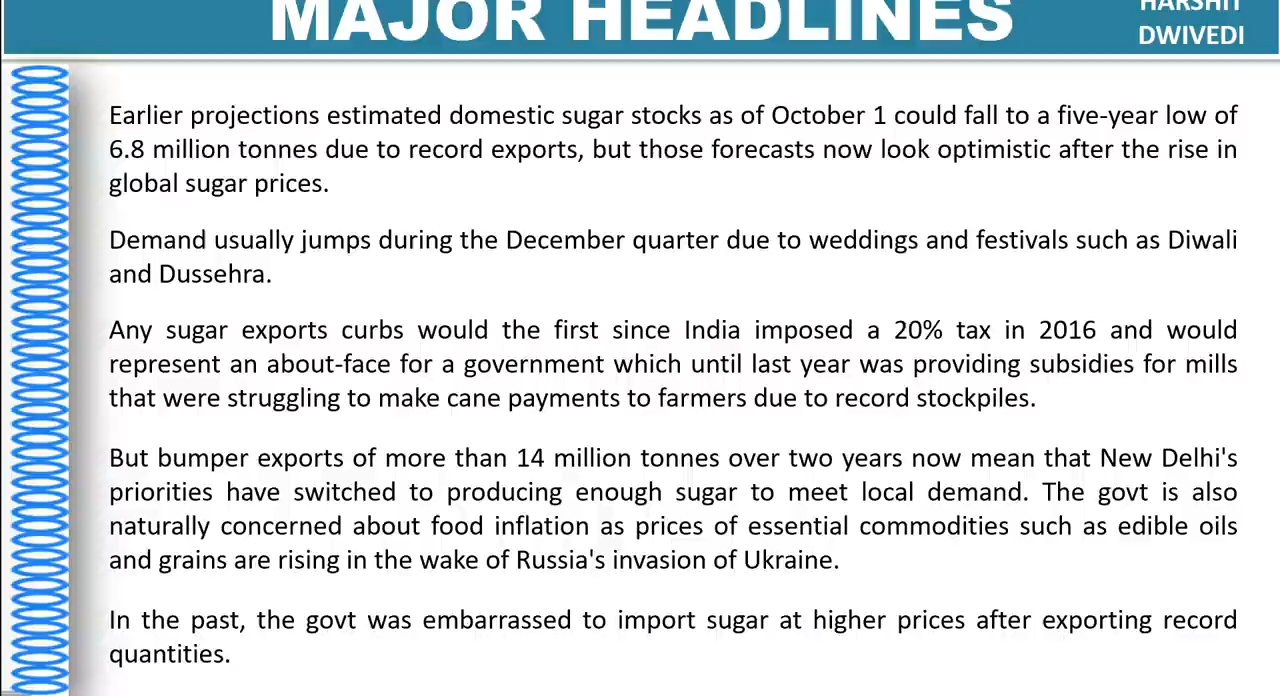 MAJOR HEADLINES
HARSHIT
DWIVEDI
Earlier projections estimated domestic sugar stocks as of October 1 could fall to a five-year low of
6.8 million tonnes due to record exports, but those forecasts now look optimistic after the rise in
global sugar prices.
Demand usually jumps during the December quarter due to weddings and festivals such as Diwali
and Dussehra.
Any sugar exports curbs would the first since India imposed a 20% tax in 2016 and would
represent an about-face for a government which until last year was providing subsidies for mills
that were struggling to make cane payments to farmers due to record stockpiles.
But bumper exports of more than 14 million tonnes over two years now mean that New Delhi's
priorities have switched to producing enough sugar to meet local demand. The govt is also
naturally concerned about food inflation as prices of essential commodities such as edible oils
and grains are rising in the wake of Russia's invasion of Ukraine.
In the past, the govt was embarrassed to import sugar at higher prices after exporting record
quantities.